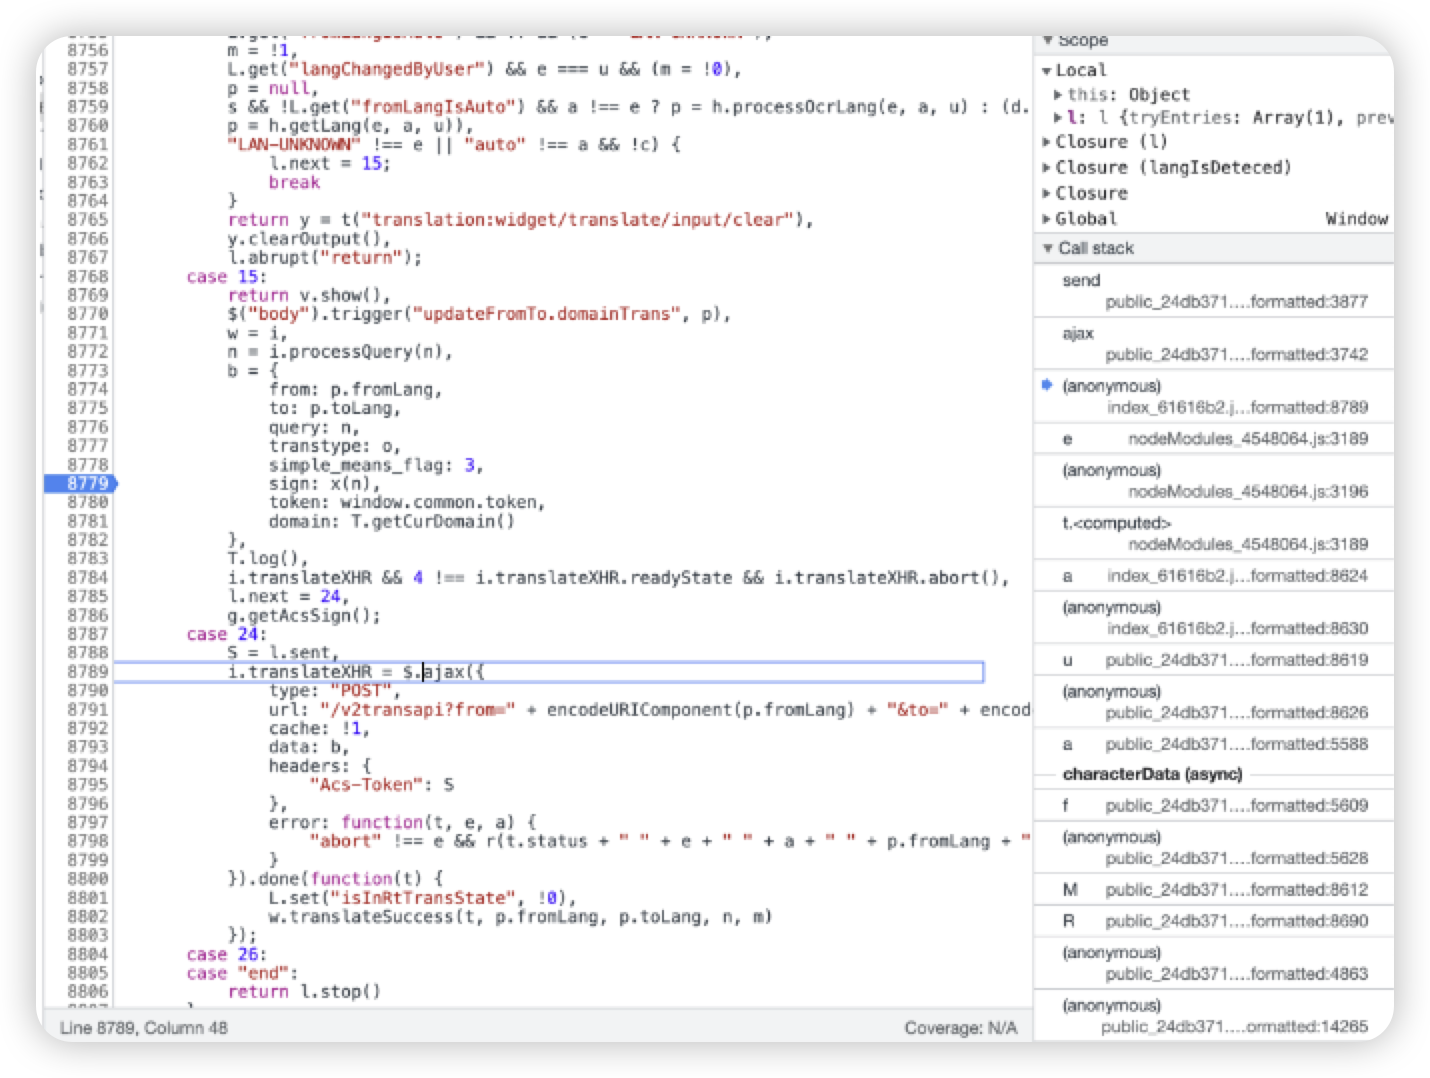 8756 m = !1,
8757 L.get("langChangedByUser") && e === u && (m = !0),
8758 p = null,
8759 s && !L.get("fromLangIsAuto") && a !== e ? p = h.processOcrLang(e, a, u) : (d.
8760 p = h.getLang(e, a, u)),
8761 "LAN-UNKNOWN" !== e || "auto" !== a && !c) {
8762 l.next = 15;
8763 break
8764 }
8765 return y = t("translation:widget/translate/input/clear"),
8766 y.clearOutput(),
8767 l.abrupt("return");
8768 case 15:
8769 return v.show(),
8770 $("body").trigger("updateFromTo.domainTrans", p),
8771 w = i,
8772 n = i.processQuery(n),
8773 b = {
8774 from: p.fromLang,
8775 to: p.toLang,
8776 query: n,
8777 transtype: o,
8778 simple_means_flag: 3,
8779 sign: x(n),
8780 token: window.common.token,
8781 domain: T.getCurDomain()
8782 },
8783 T.log(),
8784 i.translateXHR && 4 !== i.translateXHR.readyState && i.translateXHR.abort(),
8785 l.next = 24,
8786 g.getAcsSign();
8787 case 24:
8788 S = l.sent,
8789 i.translateXHR = $.ajax({
8790 type: "POST",
8791 url: "/v2transapi?from=" + encodeURIComponent(p.fromLang) + "&to=" + encod
8792 cache: !1,
8793 data: b,
8794 headers: {
8795 "Acs-Token": S
8796 },
8797 error: function(t, e, a) {
8798 "abort" !== e && r(t.status + " " + e + " " + a + " " + p.fromLang + "
8799 }
8800 }).done(function(t) {
8801 L.set("isInRtTransState", !0),
8802 w.translateSuccess(t, p.fromLang, p.toLang, n, m)
8803 });
8804 case 26:
8805 case "end":
8806 return l.stop()
Line 8789, Column 48
Coverage: N/A
Scope
Local
this: Object
l: l {tryEntries: Array(1), prev
Closure (l)
Closure (langIsDeteced)
Closure
Global Window
Call stack
send
public_24db371....formatted:3877
ajax
public_24db371....formatted:3742
(anonymous)
index_61616b2.j...formatted:8789
e nodeModules_4548064.js:3189
(anonymous)
nodeModules_4548064.js:3196
t.<computed>
nodeModules_4548064.js:3189
a index_61616b2.j...formatted:8624
(anonymous)
index_61616b2.j...formatted:8630
u public_24db371....formatted:8619
(anonymous)
public_24db371....formatted:8626
a public_24db371....formatted:5588
characterData (async)
f public_24db371....formatted:5609
(anonymous)
public_24db371....formatted:5628
M public_24db371....formatted:8612
R public_24db371....formatted:8690
(anonymous)
public_24db371....formatted:4863
(anonymous)
public_24db371....ormatted:14265